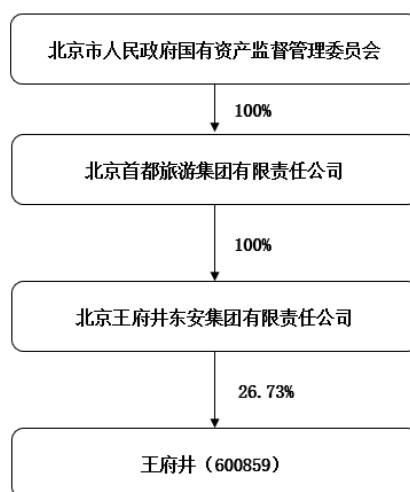 北京市人民政府国有资产监督管理委员会
100%
北京首都旅游集团有限责任公司
100%
北京王府井东安集团有限责任公司
26.73%
王府井（600859）